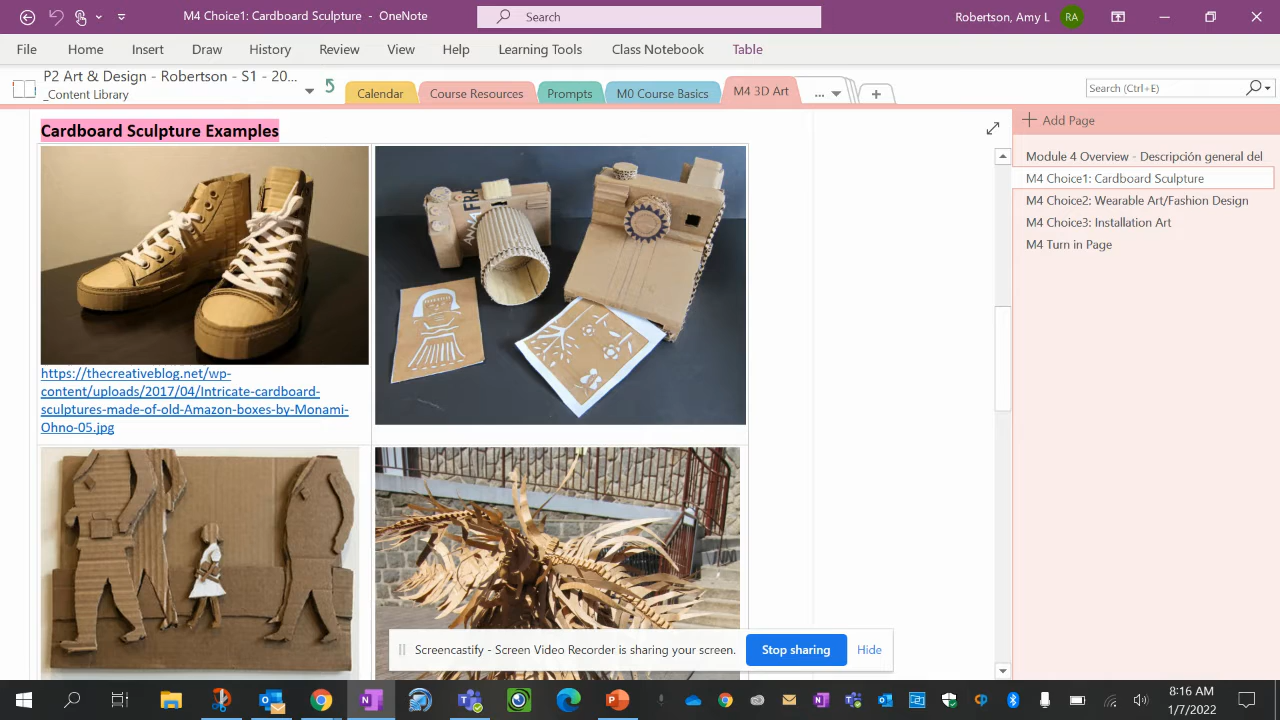 M4 Choice1: Cardboard Sculpture - OneNote
Search
Robertson, Amy L
RA
File Home Insert Draw History Review View Help Learning Tools Class Notebook Table
P2 Art & Design - Robertson - S1 - 20...
_Content Library
Calendar
Course Resources
Prompts
M0 Course Basics
M4 3D Art
...
Search (Ctrl+E)
Cardboard Sculpture Examples
Add Page
Module 4 Overview - Descripción general del
M4 Choice1: Cardboard Sculpture
M4 Choice2: Wearable Art/Fashion Design
M4 Choice3: Installation Art
M4 Turn in Page
https://thecreativeblog.net/wp-
content/uploads/2017/04/Intricate-cardboard-
sculptures-made-of-old-Amazon-boxes-by-Monami-
Ohno-05.jpg
Screencastify - Screen Video Recorder is sharing your screen.
Stop sharing
Hide
8:16 AM
1/7/2022